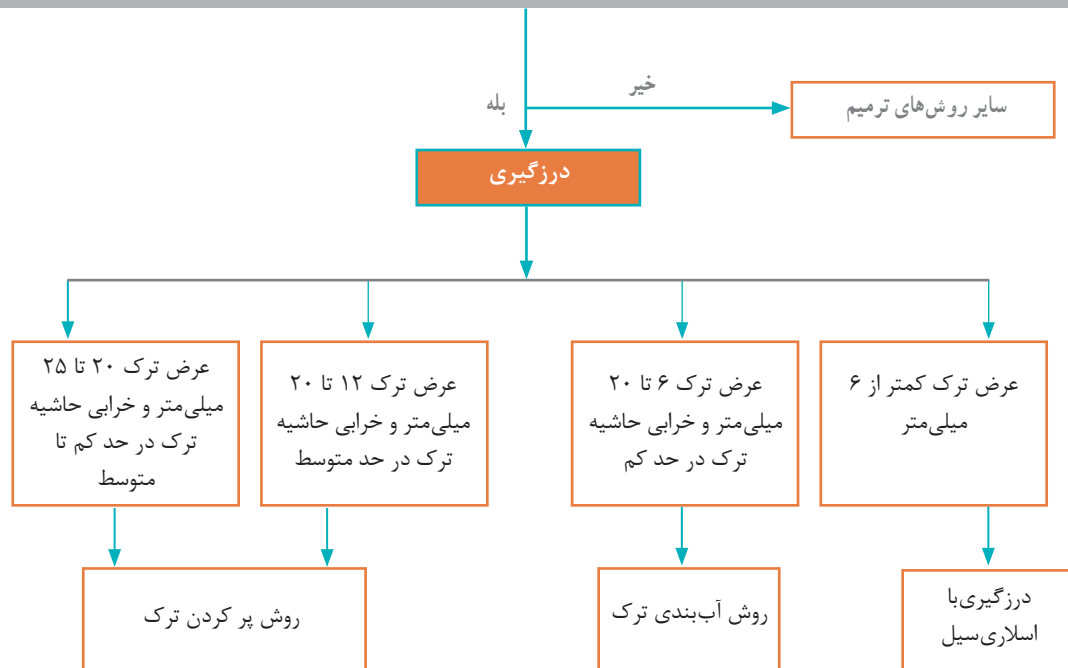 خیر
بله
سایر روش‌های ترمیم
درزگیری
عرض ترک کمتر از ۶
میلی‌متر
عرض ترک ۶ تا ۲۰
میلی‌متر و خرابی حاشیه
ترک در حد کم
عرض ترک ۱۲ تا ۲۰
میلی‌متر و خرابی حاشیه
ترک در حد متوسط
عرض ترک ۲۰ تا ۲۵
میلی‌متر و خرابی حاشیه
ترک در حد کم تا
متوسط
درزگیری‌با
اسلاری‌سیل
روش آب‌بندی ترک
روش پر کردن ترک